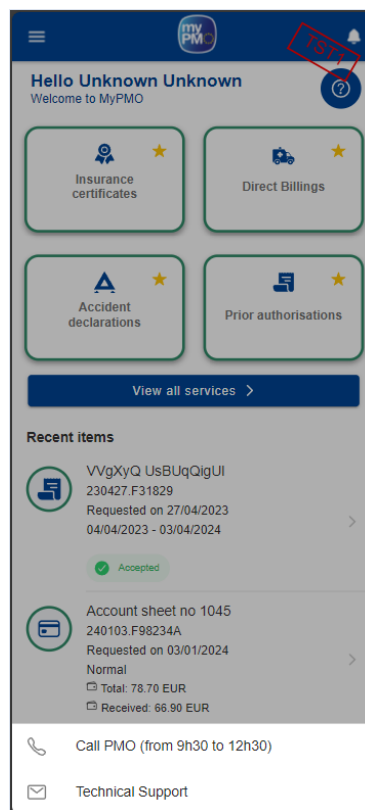 my
PMO
TST1
Hello Unknown Unknown
Welcome to MyPMO
?
Insurance
certificates
Direct Billings
Accident
declarations
Prior authorisations
View all services
Recent items
VVgXyQ UsBUqQigUI
230427.F31829
Requested on 27/04/2023
04/04/2023 - 03/04/2024
Accepted
Account sheet no 1045
240103.F98234A
Requested on 03/01/2024
Normal
Total: 78.70 EUR
Received: 66.90 EUR
Call PMO (from 9h30 to 12h30)
Technical Support